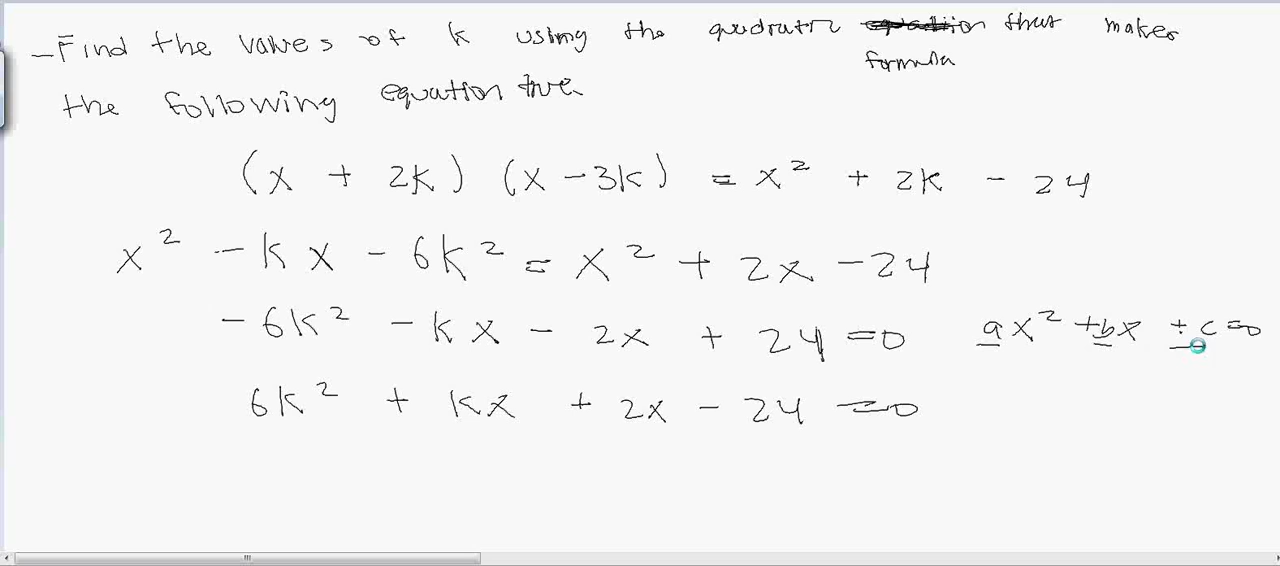 - Find the values of k using the quadratic equation that makes
formula
the following equation true.
(x + 2k) (x - 3k) = x² + 2k - 24
x² - kx - 6k² = x² + 2x - 24
- 6k² - kx - 2x + 24 = 0 ax² + bx + c = 0
6k² + kx + 2x - 24 = 0